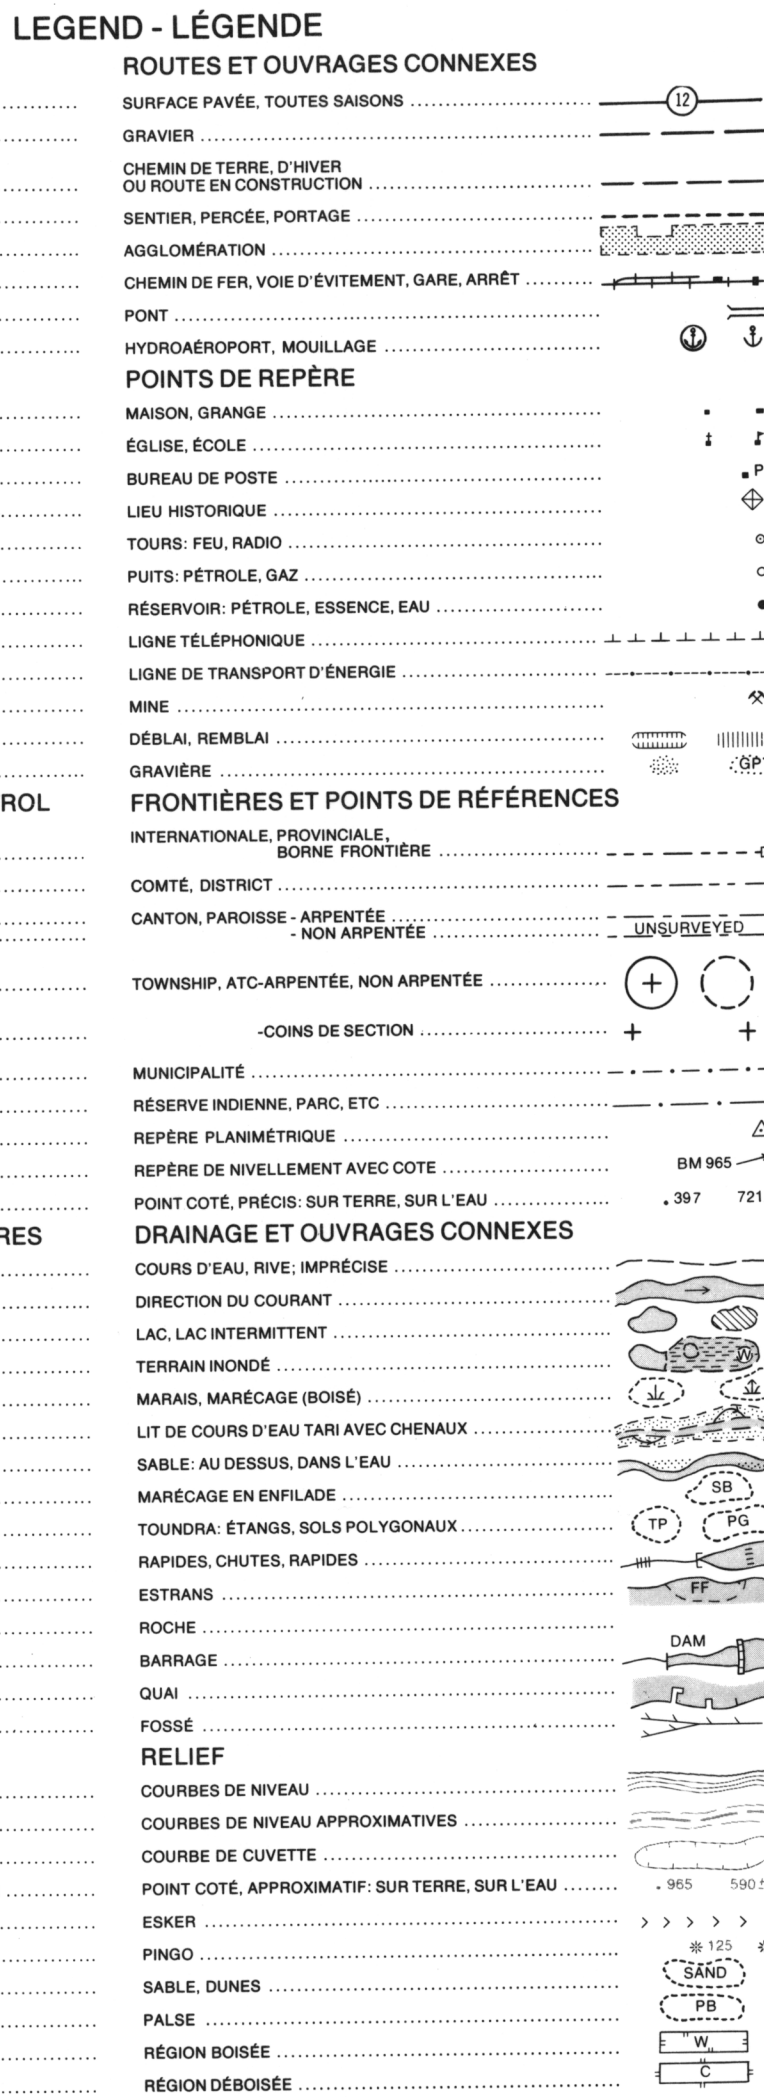 LEGEND - LÉGENDE
ROUTES ET OUVRAGES CONNEXES
SURFACE PAVÉE, TOUTES SAISONS 12
GRAVIER
CHEMIN DE TERRE, D'HIVER
OU ROUTE EN CONSTRUCTION
SENTIER, PERCÉE, PORTAGE
AGGLOMÉRATION
CHEMIN DE FER, VOIE D'ÉVITEMENT, GARE, ARRÊT
PONT
HYDROAÉROPORT, MOUILLAGE
POINTS DE REPÈRE
MAISON, GRANGE
ÉGLISE, ÉCOLE
BUREAU DE POSTE P
LIEU HISTORIQUE
TOURS: FEU, RADIO
PUITS: PÉTROLE, GAZ
RÉSERVOIR: PÉTROLE, ESSENCE, EAU
LIGNE TÉLÉPHONIQUE
LIGNE DE TRANSPORT D'ÉNERGIE
MINE
DÉBLAI, REMBLAI
GRAVIÈRE GP
ROL FRONTIÈRES ET POINTS DE RÉFÉRENCES
INTERNATIONALE, PROVINCIALE,
BORNE FRONTIÈRE
COMTÉ, DISTRICT
CANTON, PAROISSE - ARPENTÉE
- NON ARPENTÉE UNSURVEYED
TOWNSHIP, ATC-ARPENTÉE, NON ARPENTÉE
-COINS DE SECTION
MUNICIPALITÉ
RÉSERVE INDIENNE, PARC, ETC
REPÈRE PLANIMÉTRIQUE
REPÈRE DE NIVELLEMENT AVEC COTE BM 965
POINT COTÉ, PRÉCIS: SUR TERRE, SUR L'EAU .397 721
RES DRAINAGE ET OUVRAGES CONNEXES
COURS D'EAU, RIVE; IMPRÉCISE
DIRECTION DU COURANT
LAC, LAC INTERMITTENT
TERRAIN INONDÉ W
MARAIS, MARÉCAGE (BOISÉ)
LIT DE COURS D'EAU TARI AVEC CHENAUX
SABLE: AU DESSUS, DANS L'EAU
MARÉCAGE EN ENFILADE SB
TOUNDRA: ÉTANGS, SOLS POLYGONAUX TP PG
RAPIDES, CHUTES, RAPIDES
ESTRANS FF
ROCHE
BARRAGE DAM
QUAI
FOSSÉ
RELIEF
COURBES DE NIVEAU
COURBES DE NIVEAU APPROXIMATIVES
COURBE DE CUVETTE
POINT COTÉ, APPROXIMATIF: SUR TERRE, SUR L'EAU .965 590±
ESKER
PINGO 125
SABLE, DUNES SAND
PALSE PB
RÉGION BOISÉE W
RÉGION DÉBOISÉE C